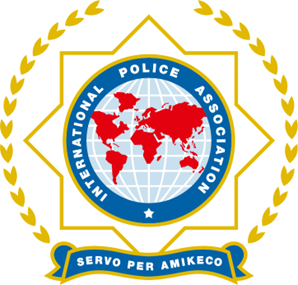 INTERNATIONAL POLICE ASSOCIATION
SERVO PER AMIKECO